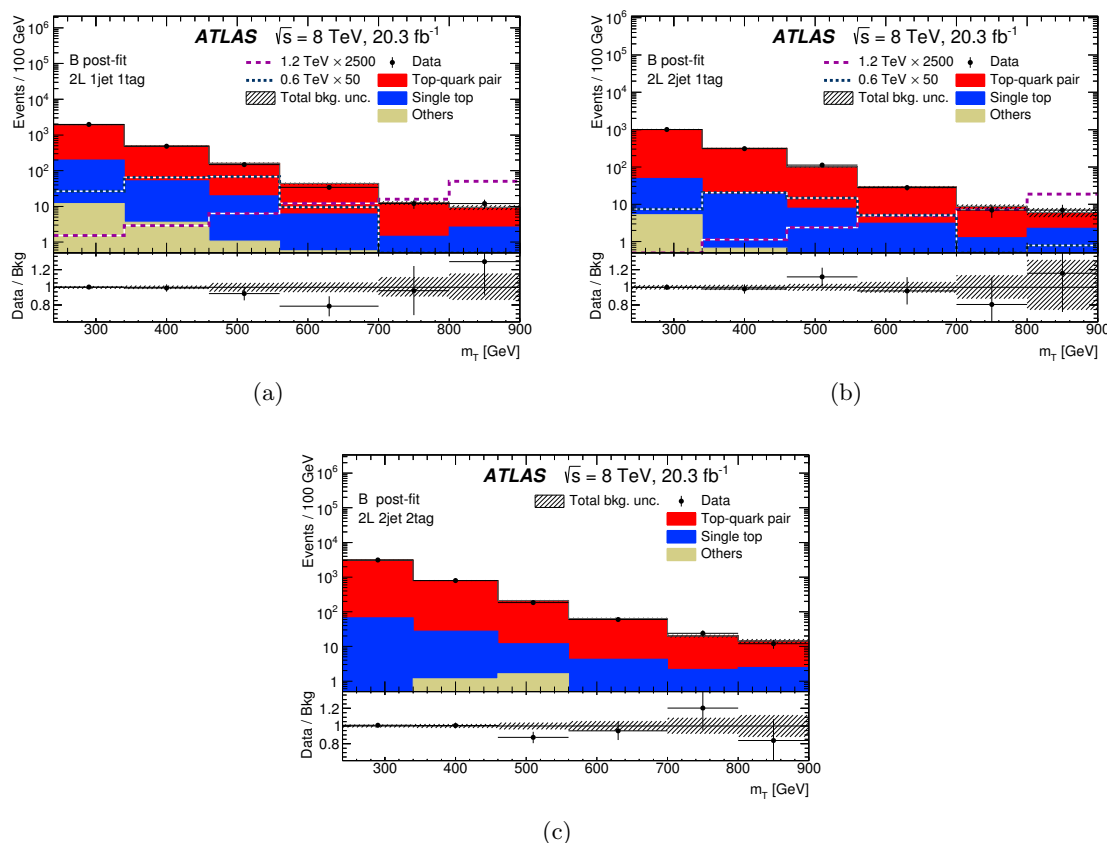 ATLAS √s = 8 TeV, 20.3 fb⁻¹
B post-fit
2L 1jet 1tag
1.2 TeV × 2500
0.6 TeV × 50
Total bkg. unc.
Data
Top-quark pair
Single top
Others
Events / 100 GeV
10⁶
10⁵
10⁴
10³
10²
10
1
Data / Bkg
1.2
1
0.8
300 400 500 600 700 800 900
m_T [GeV]
(a)
ATLAS √s = 8 TeV, 20.3 fb⁻¹
B post-fit
2L 2jet 1tag
1.2 TeV × 2500
0.6 TeV × 50
Total bkg. unc.
Data
Top-quark pair
Single top
Others
Events / 100 GeV
10⁶
10⁵
10⁴
10³
10²
10
1
Data / Bkg
1.2
1
0.8
300 400 500 600 700 800 900
m_T [GeV]
(b)
ATLAS √s = 8 TeV, 20.3 fb⁻¹
B post-fit
2L 2jet 2tag
Total bkg. unc.
Data
Top-quark pair
Single top
Others
Events / 100 GeV
10⁶
10⁵
10⁴
10³
10²
10
1
Data / Bkg
1.2
1
0.8
300 400 500 600 700 800 900
m_T [GeV]
(c)